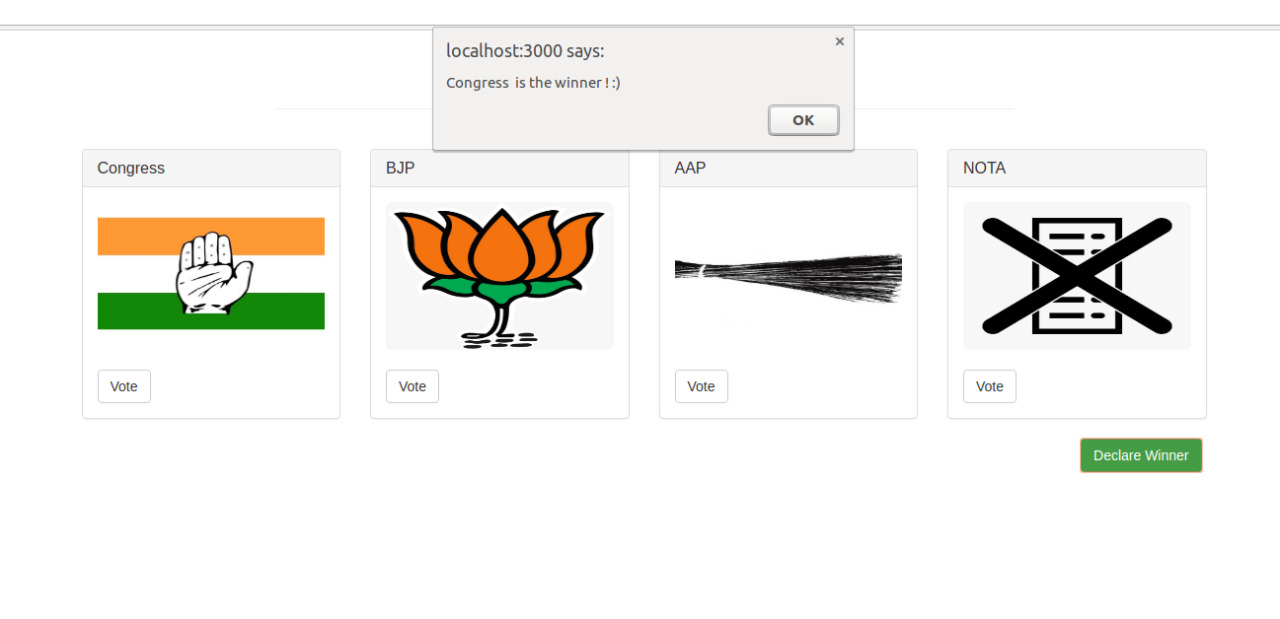 localhost:3000 says:
Congress  is the winner ! :)
OK
Congress
BJP
AAP
NOTA
Vote
Vote
Vote
Vote
Declare Winner